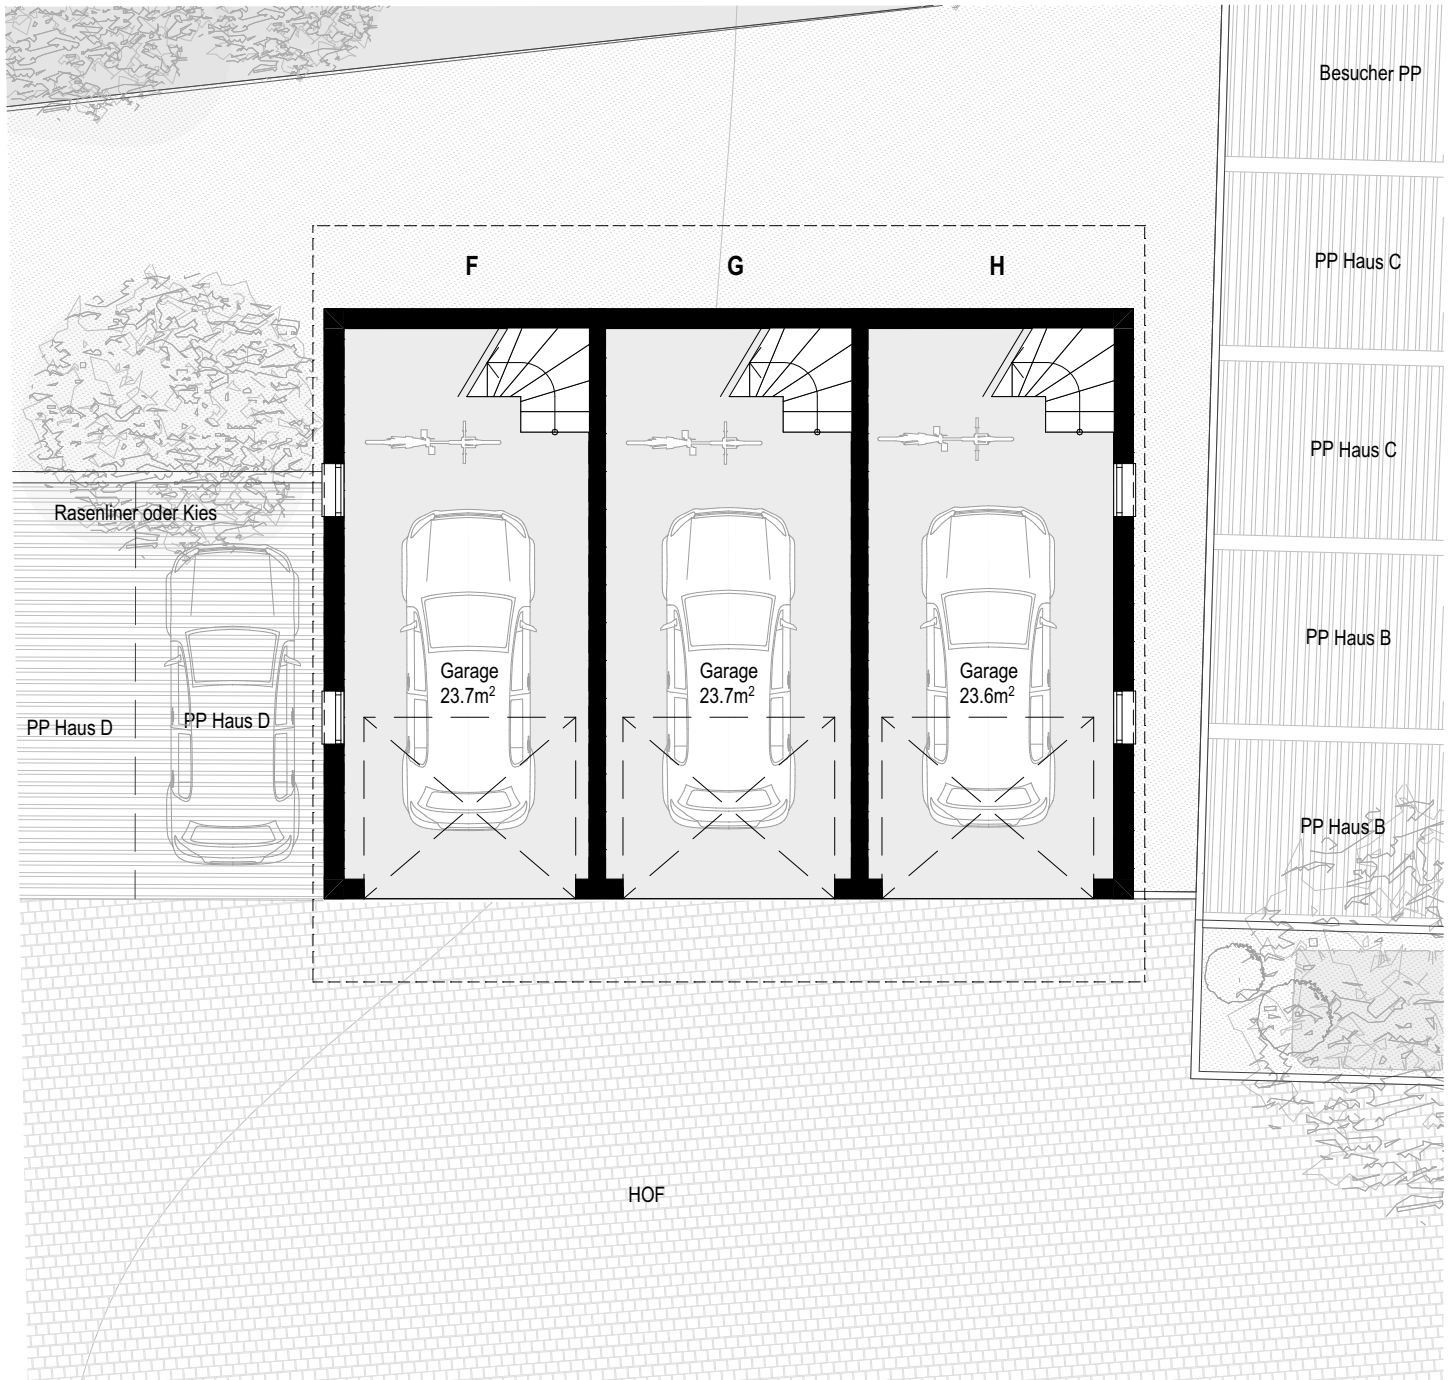 Besucher PP
PP Haus C
PP Haus C
PP Haus B
PP Haus B
F
G
H
Rasenliner oder Kies
PP Haus D
PP Haus D
Garage
23.7m²
Garage
23.7m²
Garage
23.6m²
HOF